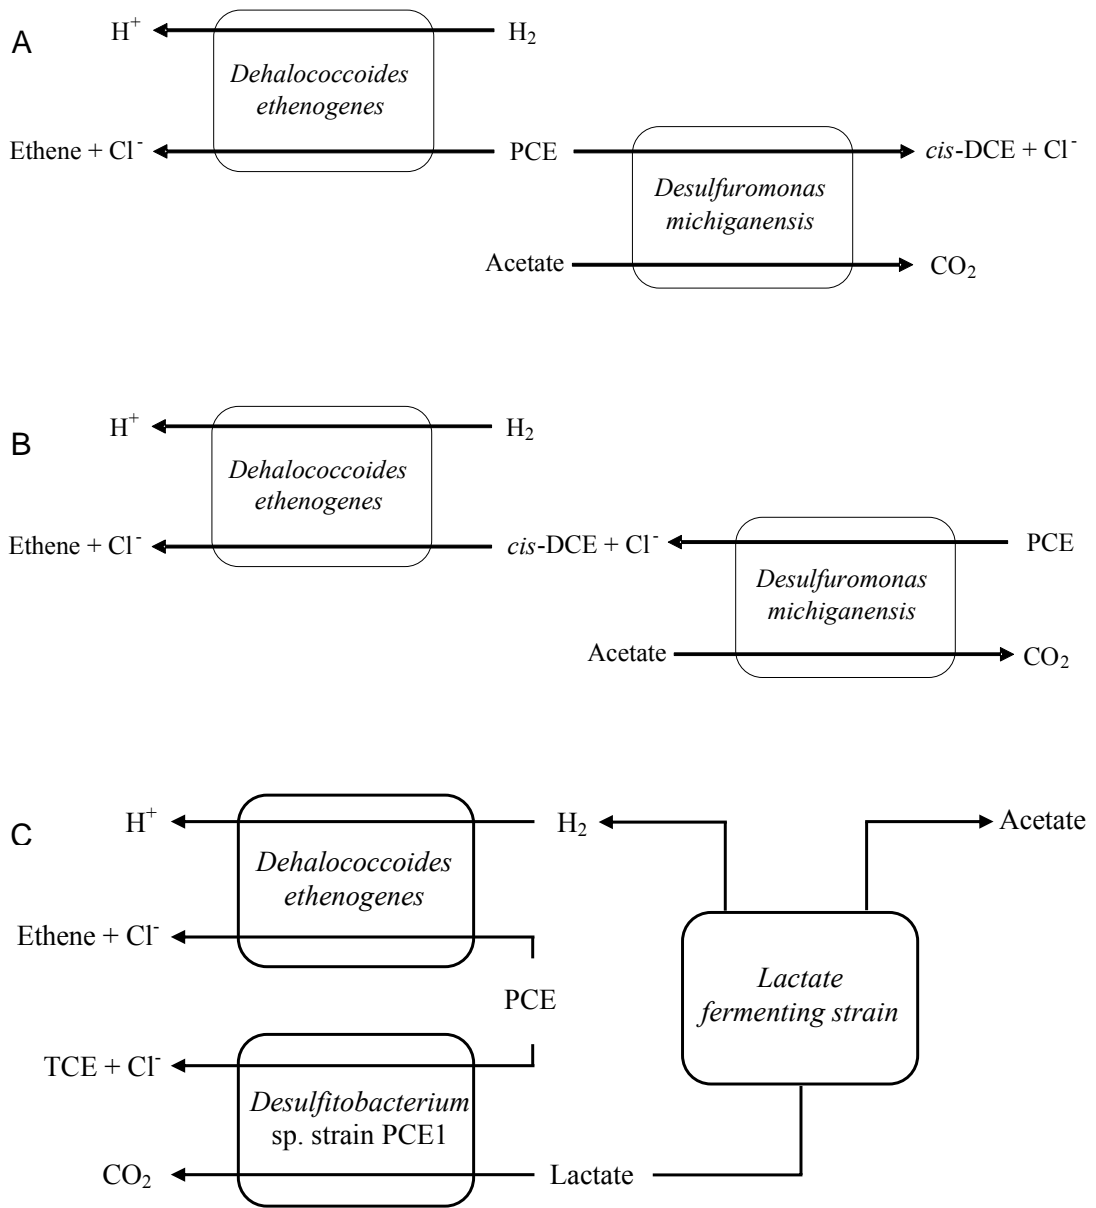 A
H⁺
H₂
Dehalococcoides
ethenogenes
Ethene + Cl⁻
PCE
cis-DCE + Cl⁻
Desulfuromonas
michiganensis
Acetate
CO₂
B
H⁺
H₂
Dehalococcoides
ethenogenes
Ethene + Cl⁻
cis-DCE + Cl⁻
PCE
Desulfuromonas
michiganensis
Acetate
CO₂
C
H⁺
H₂
Acetate
Dehalococcoides
ethenogenes
Ethene + Cl⁻
PCE
Lactate
fermenting strain
TCE + Cl⁻
Desulfitobacterium
sp. strain PCE1
CO₂
Lactate